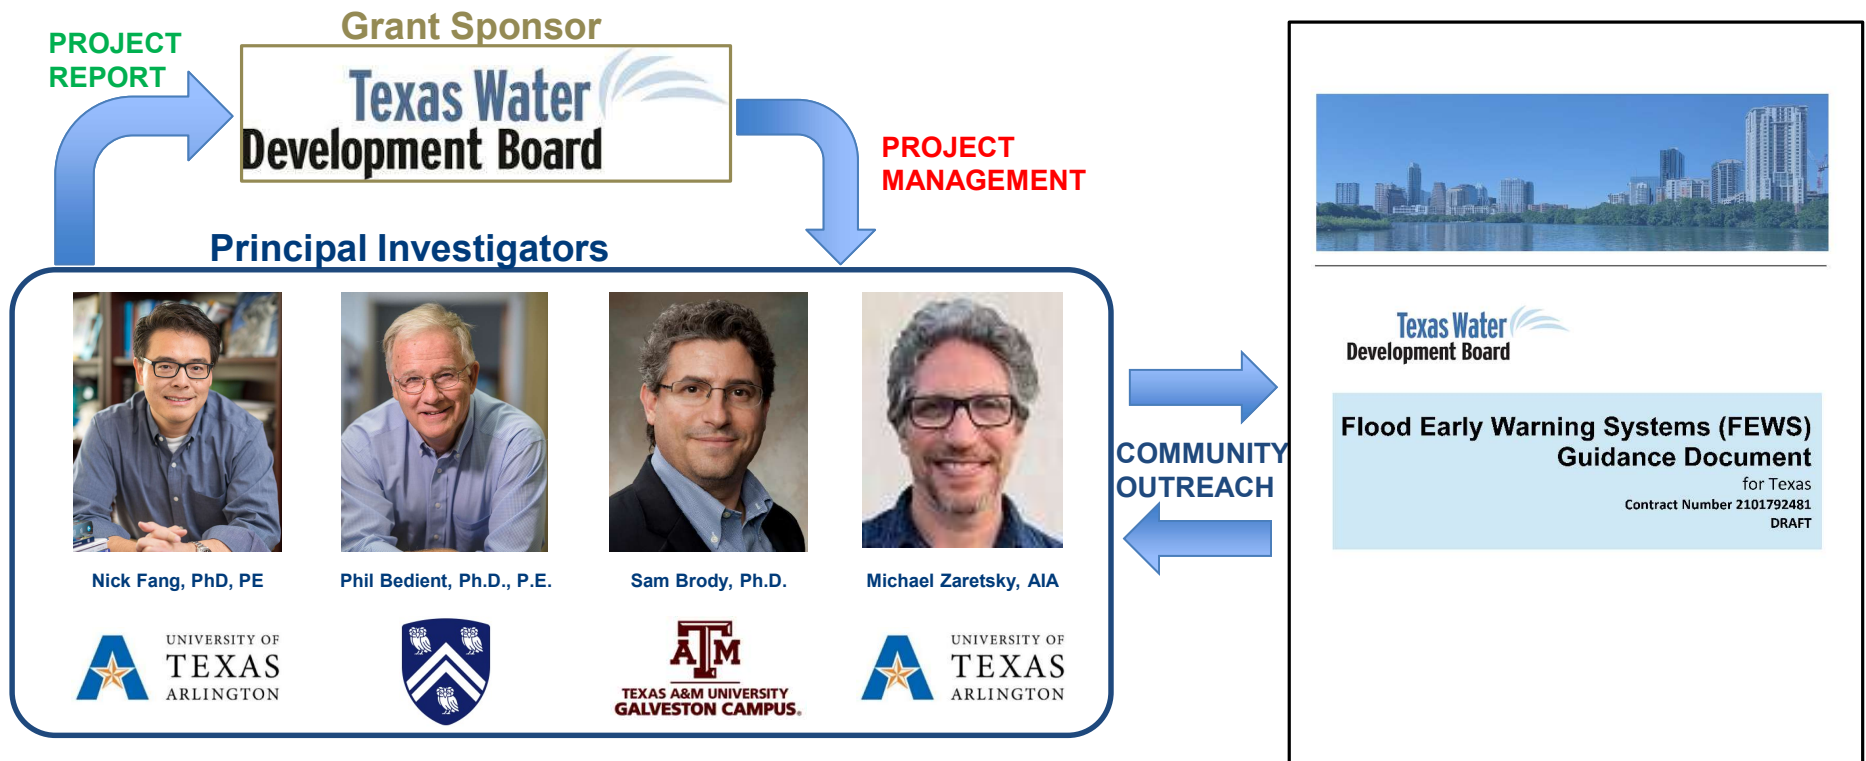 Grant Sponsor
PROJECT
REPORT
Texas Water
Development Board
PROJECT
MANAGEMENT
Principal Investigators
Nick Fang, PhD, PE
Phil Bedient, Ph.D., P.E.
Sam Brody, Ph.D.
Michael Zaretsky, AIA
UNIVERSITY OF
TEXAS
ARLINGTON
ATM
TEXAS A&M UNIVERSITY
GALVESTON CAMPUS®
UNIVERSITY OF
TEXAS
ARLINGTON
COMMUNITY
OUTREACH
Texas Water
Development Board
Flood Early Warning Systems (FEWS)
Guidance Document
for Texas
Contract Number 2101792481
DRAFT